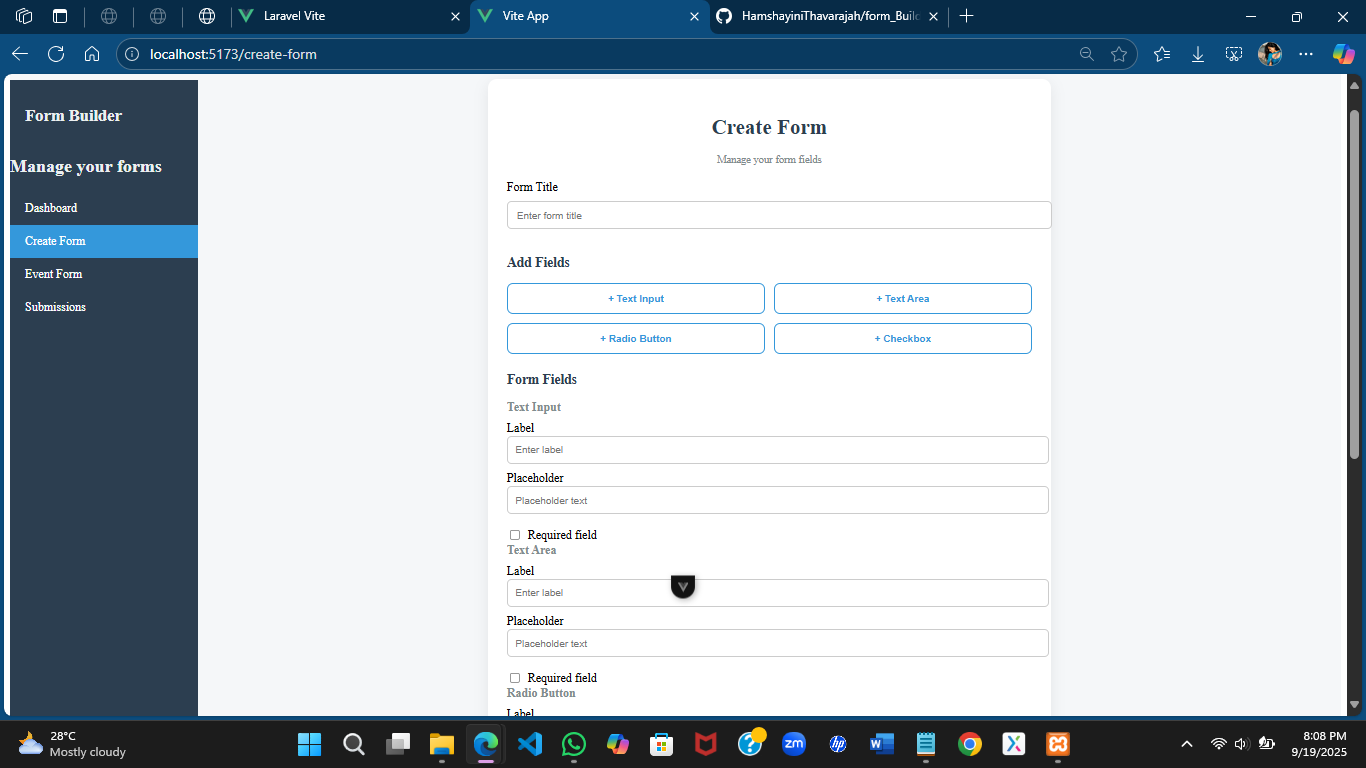 Laravel Vite
Vite App
HamshayiniThavarajah/form_Buil
localhost:5173/create-form
Form Builder
Manage your forms
Dashboard
Create Form
Event Form
Submissions
Create Form
Manage your form fields
Form Title
Enter form title
Add Fields
+ Text Input
+ Text Area
+ Radio Button
+ Checkbox
Form Fields
Text Input
Label
Enter label
Placeholder
Placeholder text
Required field
Text Area
Label
Enter label
Placeholder
Placeholder text
Required field
Radio Button
Label
28°C
Mostly cloudy
zm
hp
W
8:08 PM
9/19/2025